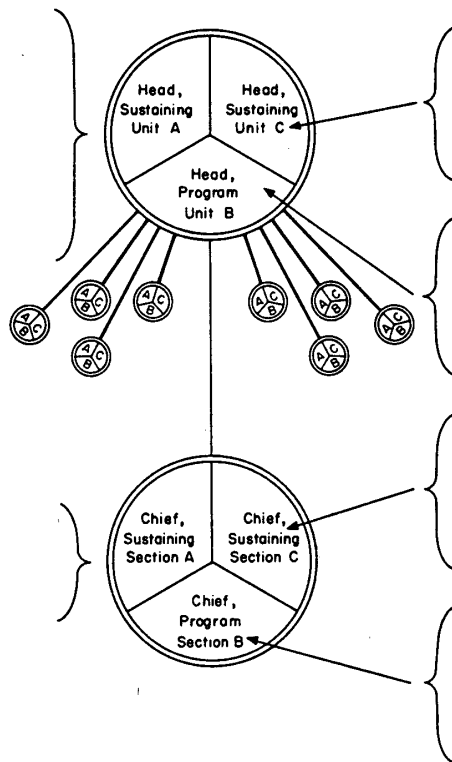 Head,
Sustaining
Unit A
Head,
Sustaining
Unit C
Head,
Program
Unit B
A C
B
A C
B
A C
B
A C
B
A C
B
A C
B
A C
B
A C
B
Chief,
Sustaining
Section A
Chief,
Sustaining
Section C
Chief,
Program
Section B